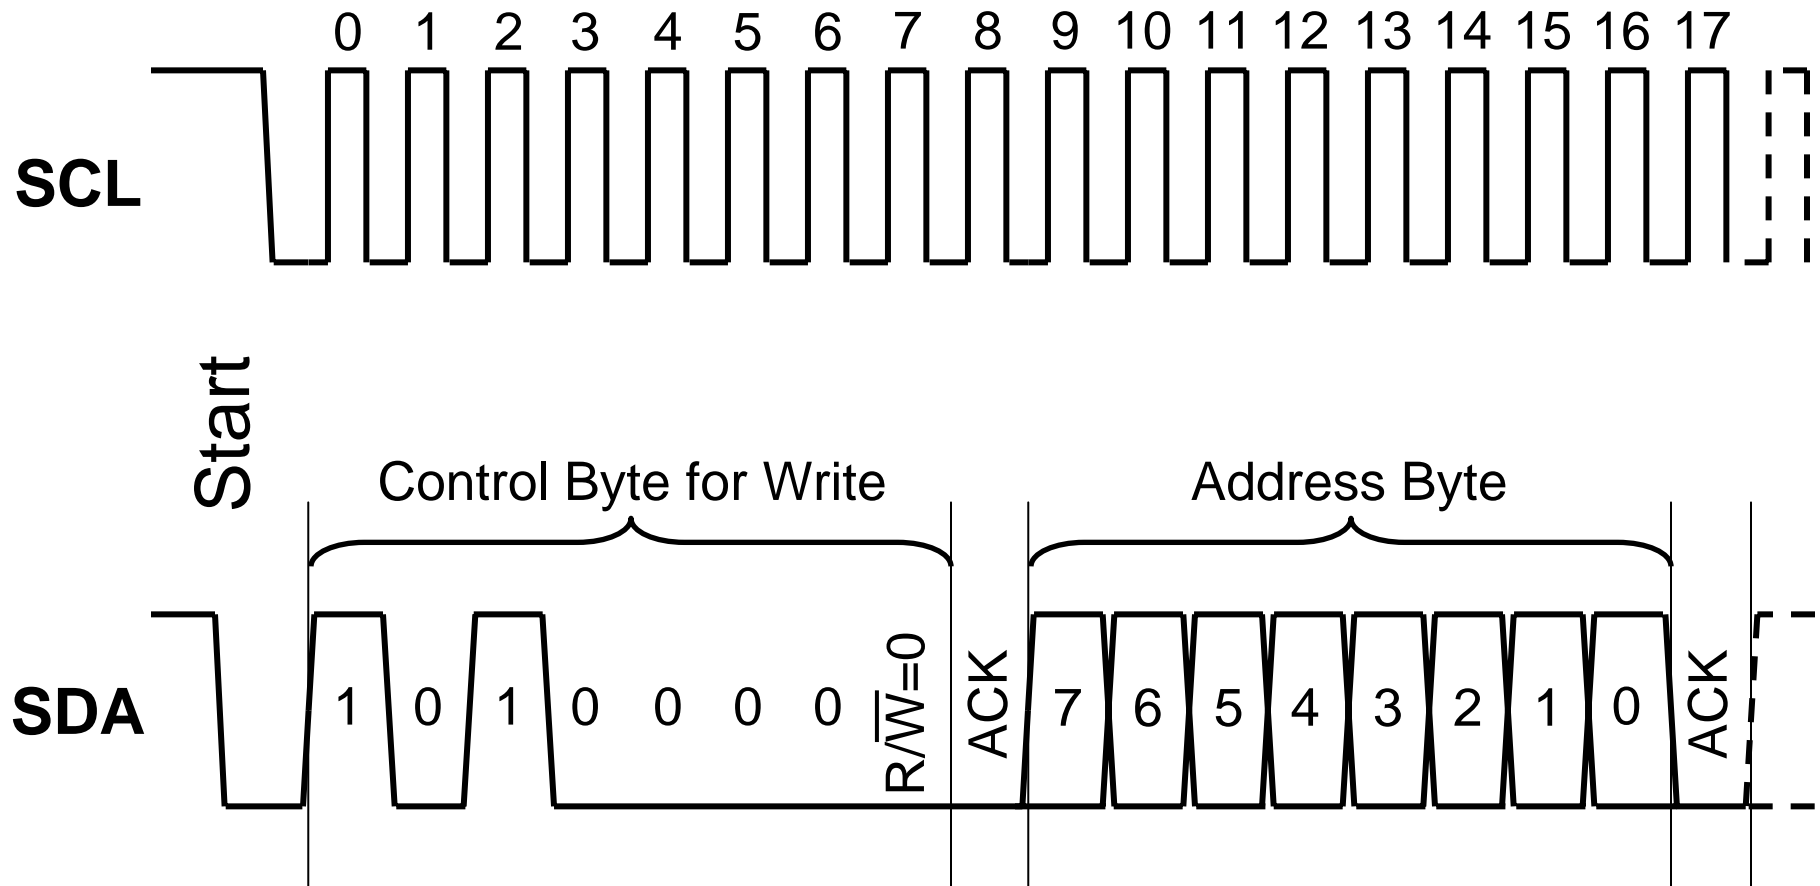 0 1 2 3 4 5 6 7 8 9 10 11 12 13 14 15 16 17
SCL
Start
Control Byte for Write
Address Byte
SDA
1 0 1 0 0 0 0 R/W̅=0 ACK 7 6 5 4 3 2 1 0 ACK